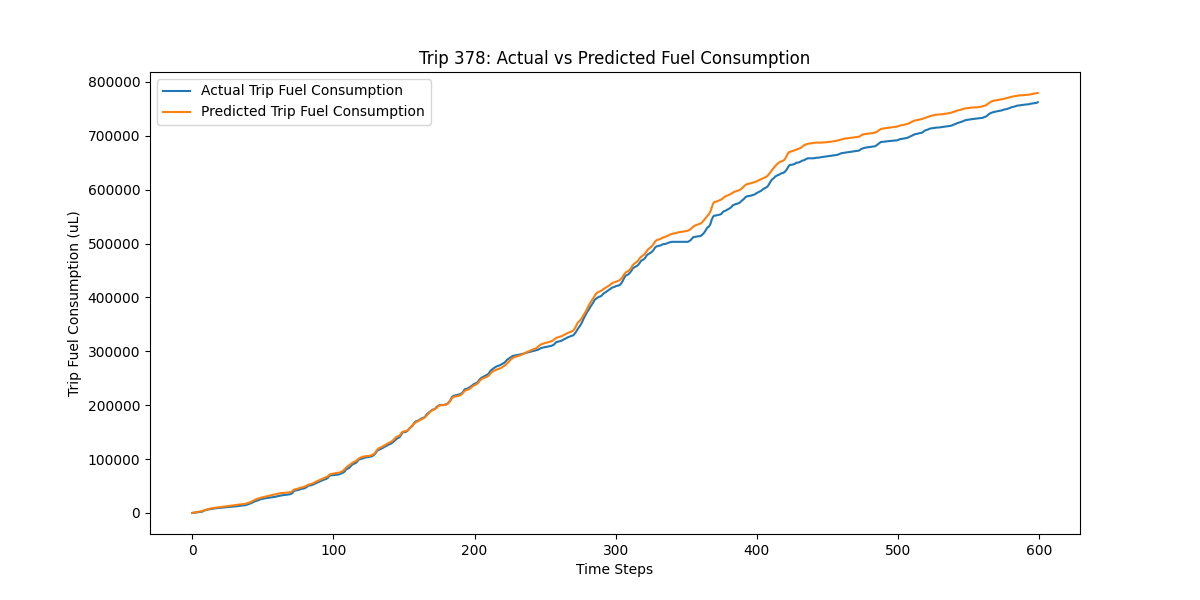 Trip 378: Actual vs Predicted Fuel Consumption
Actual Trip Fuel Consumption
Predicted Trip Fuel Consumption
Trip Fuel Consumption (uL)
800000
700000
600000
500000
400000
300000
200000
100000
0
0 100 200 300 400 500 600
Time Steps